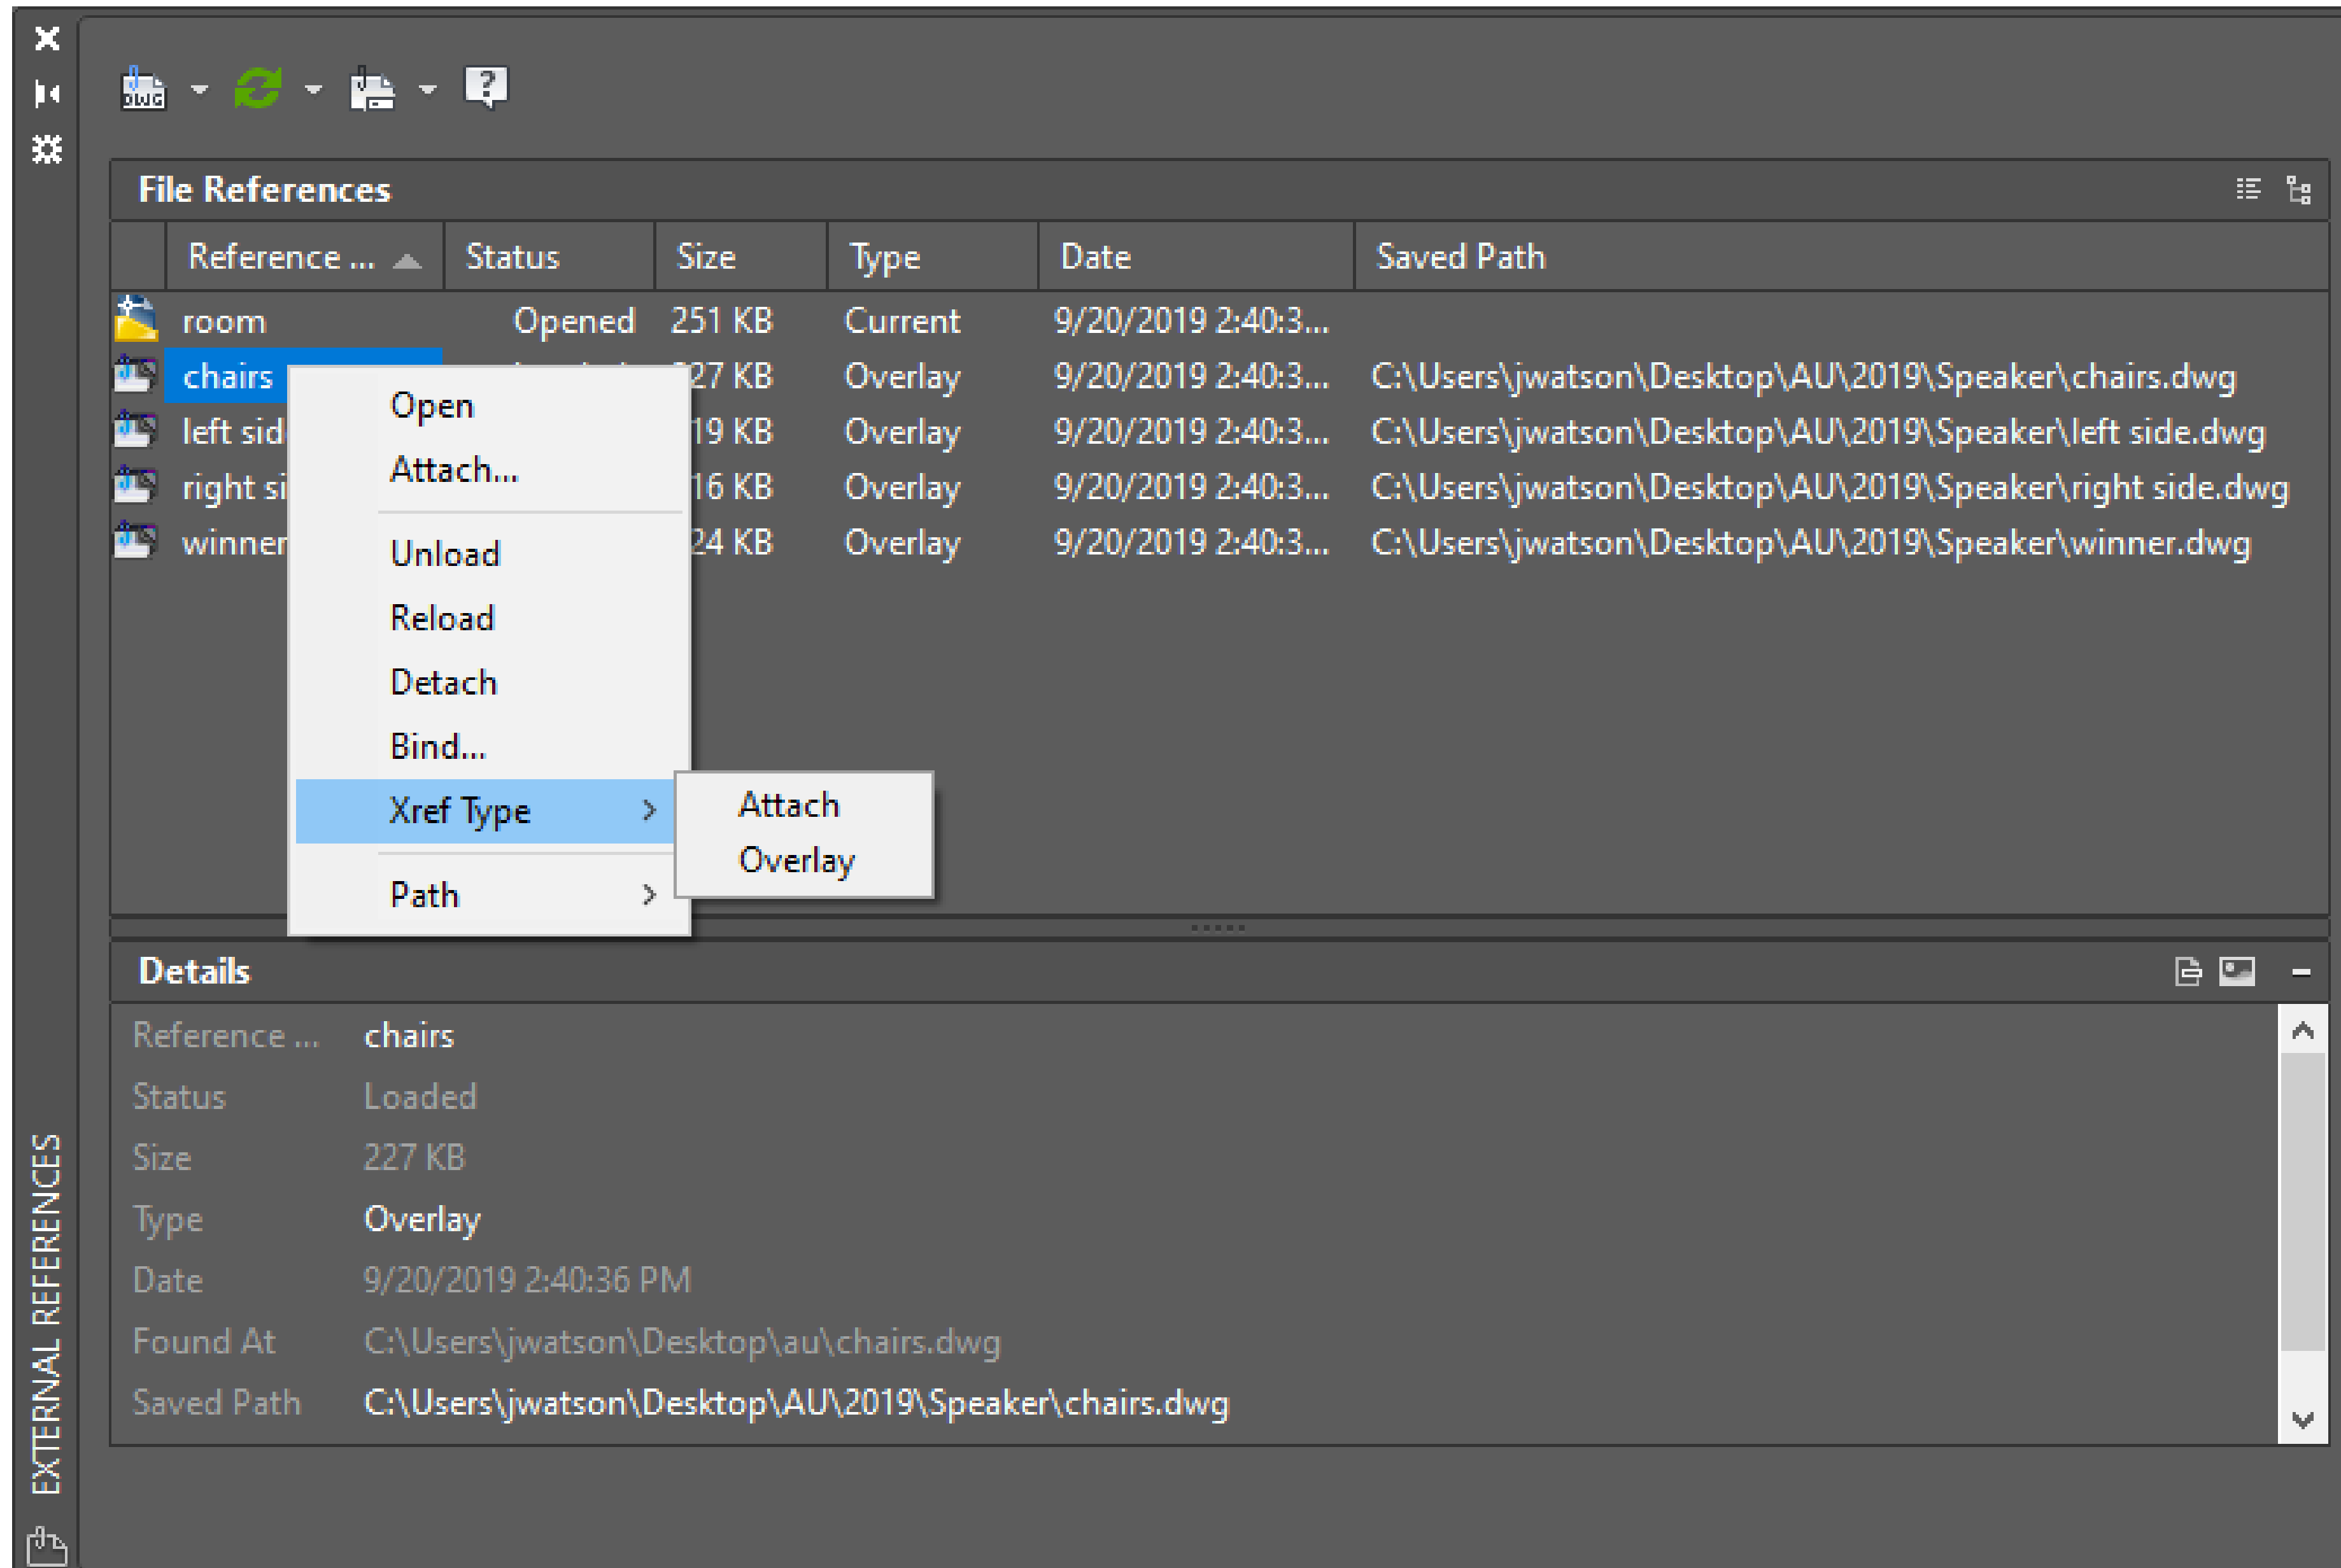 DWG
?
File References
Reference ... Status Size Type Date Saved Path
room Opened 251 KB Current 9/20/2019 2:40:3...
chairs 27 KB Overlay 9/20/2019 2:40:3... C:\Users\jwatson\Desktop\AU\2019\Speaker\chairs.dwg
left sid 19 KB Overlay 9/20/2019 2:40:3... C:\Users\jwatson\Desktop\AU\2019\Speaker\left side.dwg
right si 16 KB Overlay 9/20/2019 2:40:3... C:\Users\jwatson\Desktop\AU\2019\Speaker\right side.dwg
winner 24 KB Overlay 9/20/2019 2:40:3... C:\Users\jwatson\Desktop\AU\2019\Speaker\winner.dwg
Open
Attach...
Unload
Reload
Detach
Bind...
Xref Type
Path
Attach
Overlay
Details
Reference ... chairs
Status Loaded
Size 227 KB
Type Overlay
Date 9/20/2019 2:40:36 PM
Found At C:\Users\jwatson\Desktop\au\chairs.dwg
Saved Path C:\Users\jwatson\Desktop\AU\2019\Speaker\chairs.dwg
EXTERNAL REFERENCES